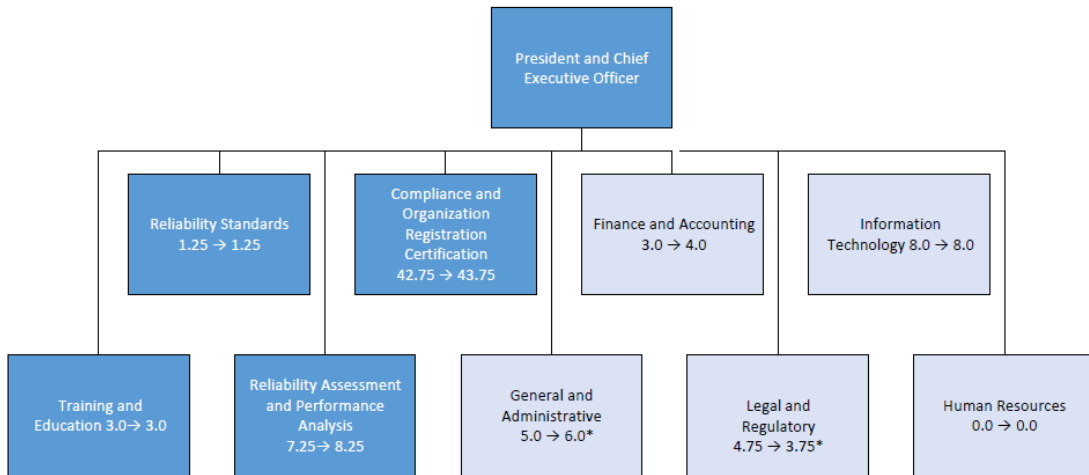 President and Chief
Executive Officer
Reliability Standards
1.25 → 1.25
Compliance and
Organization
Registration
Certification
42.75 → 43.75
Finance and Accounting
3.0 → 4.0
Information
Technology 8.0 → 8.0
Training and
Education 3.0→ 3.0
Reliability Assessment
and Performance
Analysis
7.25→ 8.25
General and
Administrative
5.0 → 6.0*
Legal and
Regulatory
4.75 → 3.75*
Human Resources
0.0 → 0.0